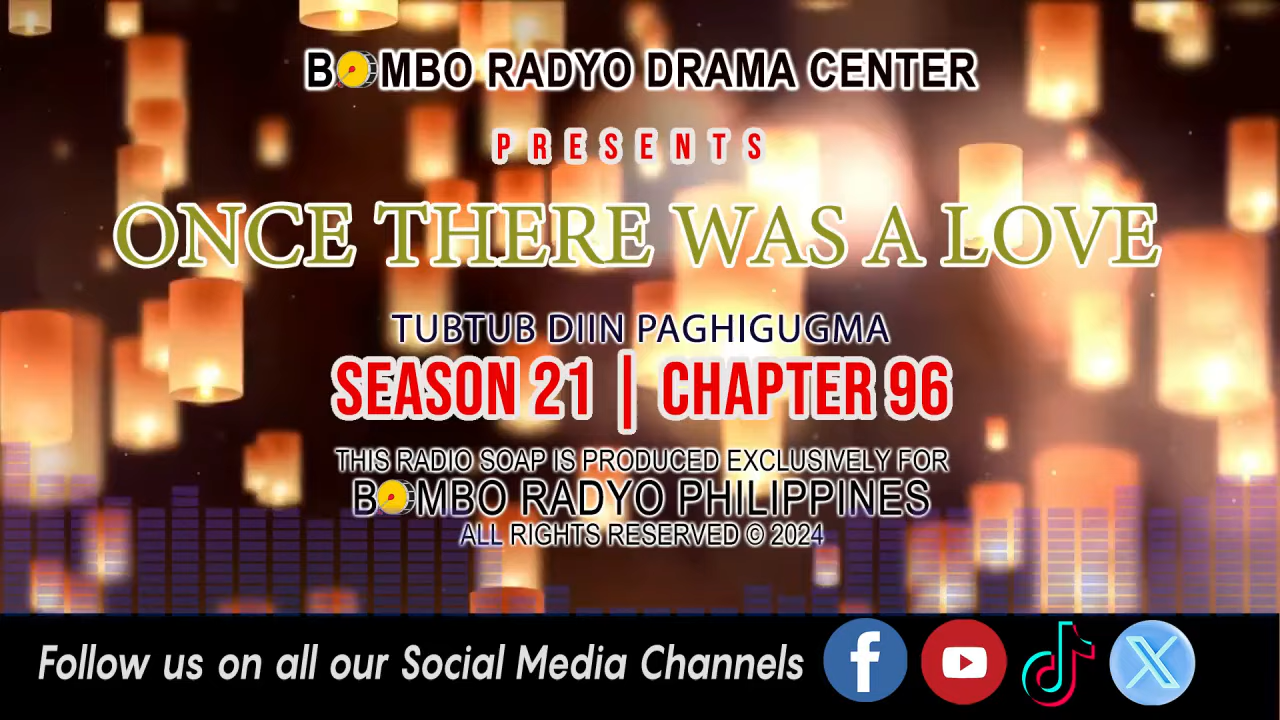 BOMBO RADYO DRAMA CENTER
PRESENTS
ONCE THERE WAS A LOVE
TUBTUB DIIN PAGHIGUGMA
SEASON 21 | CHAPTER 96
THIS RADIO SOAP IS PRODUCED EXCLUSIVELY FOR
BOMBO RADYO PHILIPPINES
ALL RIGHTS RESERVED © 2024
Follow us on all our Social Media Channels